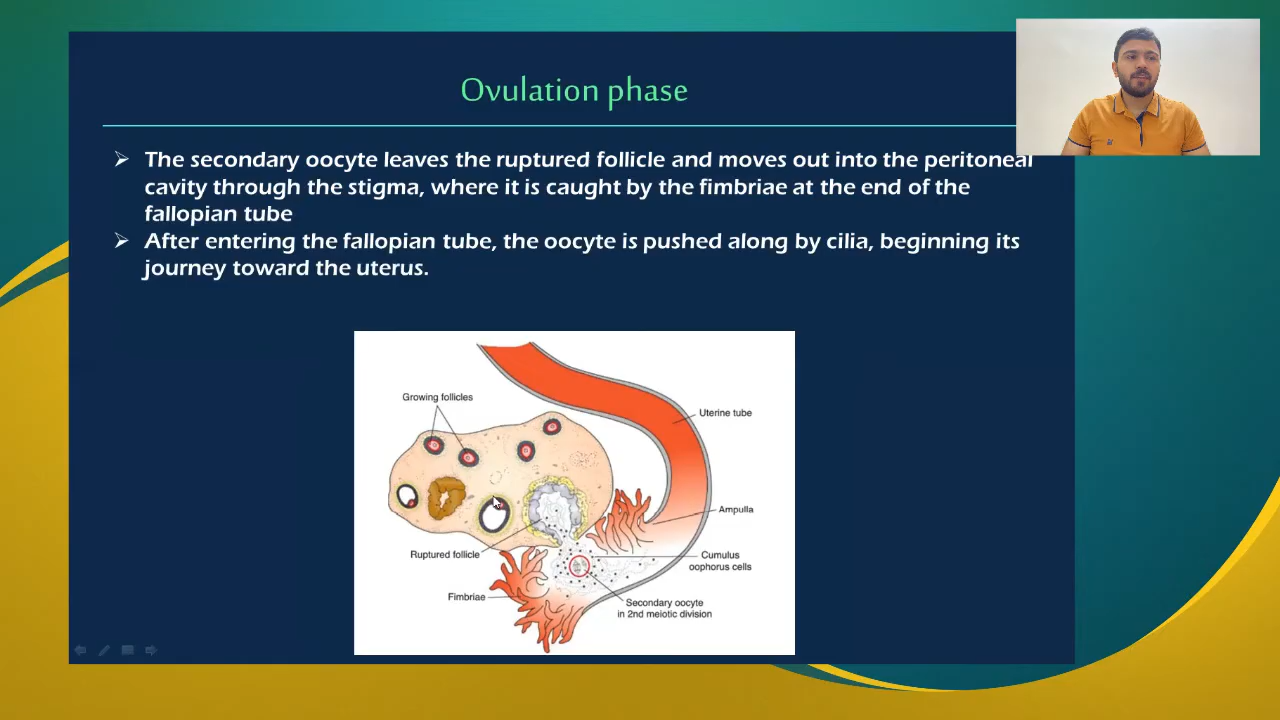 Ovulation phase
➢ The secondary oocyte leaves the ruptured follicle and moves out into the peritoneal
cavity through the stigma, where it is caught by the fimbriae at the end of the
fallopian tube
➢ After entering the fallopian tube, the oocyte is pushed along by cilia, beginning its
journey toward the uterus.
Growing follicles
Uterine tube
Ampulla
Ruptured follicle
Cumulus
oophorus cells
Fimbriae
Secondary oocyte
in 2nd meiotic division